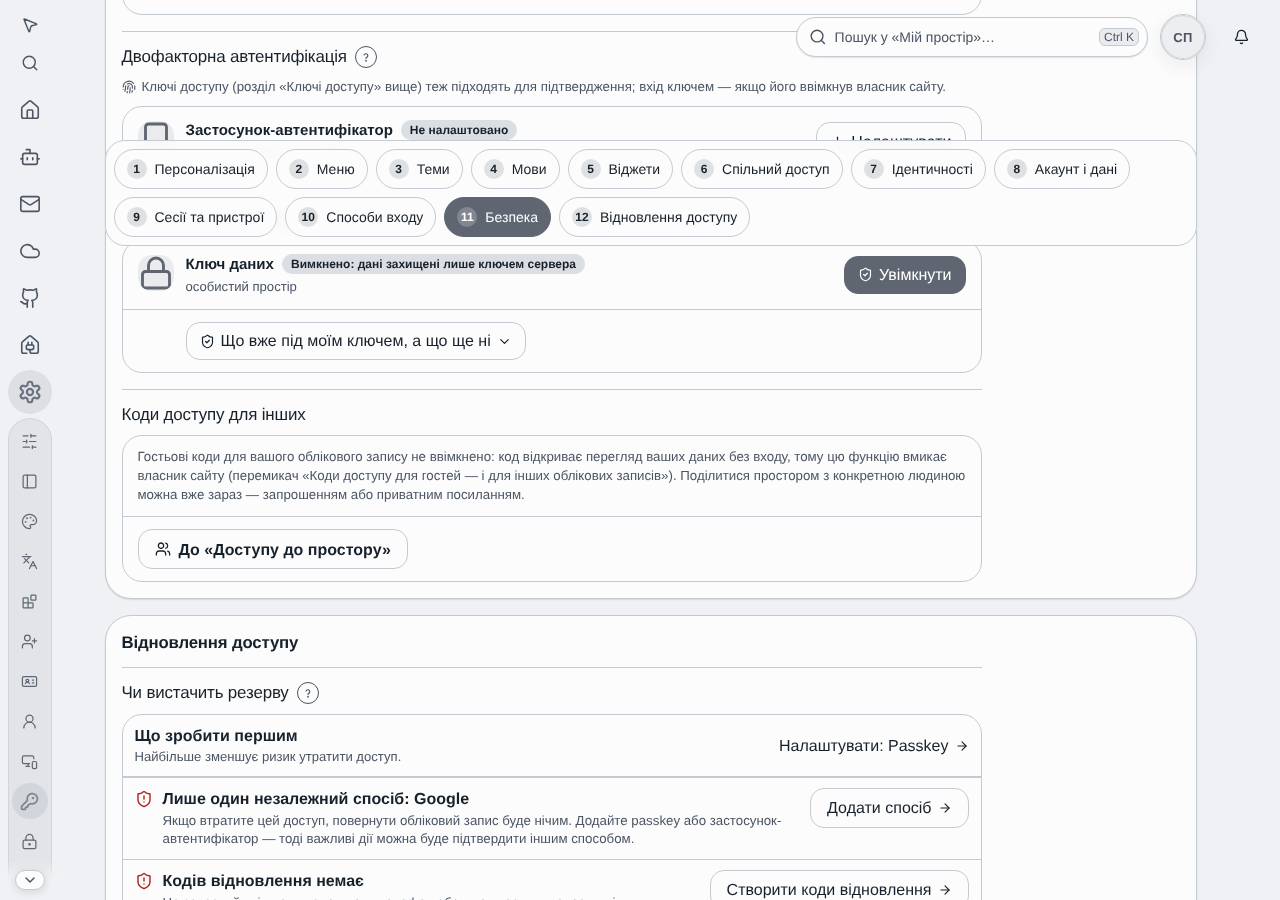 Пошук у «Мій простір»…
Ctrl K
СП
Двофакторна автентифікація
?
Ключі доступу (розділ «Ключі доступу» вище) теж підходять для підтвердження; вхід ключем — якщо його ввімкнув власник сайту.
Застосунок-автентифікатор
Не налаштовано
1 Персоналізація
2 Меню
3 Теми
4 Мови
5 Віджети
6 Спільний доступ
7 Ідентичності
8 Акаунт і дані
9 Сесії та пристрої
10 Способи входу
11 Безпека
12 Відновлення доступу
Ключ даних
Вимкнено: дані захищені лише ключем сервера
особистий простір
Увімкнути
Що вже під моїм ключем, а що ще ні
Коди доступу для інших
Гостьові коди для вашого облікового запису не ввімкнено: код відкриває перегляд ваших даних без входу, тому цю функцію вмикає
власник сайту (перемикач «Коди доступу для гостей — і для інших облікових записів»). Поділитися простором з конкретною людиною
можна вже зараз — запрошенням або приватним посиланням.
До «Доступу до простору»
Відновлення доступу
Чи вистачить резерву
?
Що зробити першим
Найбільше зменшує ризик утратити доступ.
Налаштувати: Passkey
Лише один незалежний спосіб: Google
Якщо втратите цей доступ, повернути обліковий запис буде нічим. Додайте passkey або застосунок-
автентифікатор — тоді важливі дії можна буде підтвердити іншим способом.
Додати спосіб
Кодів відновлення немає
Створити коди відновлення